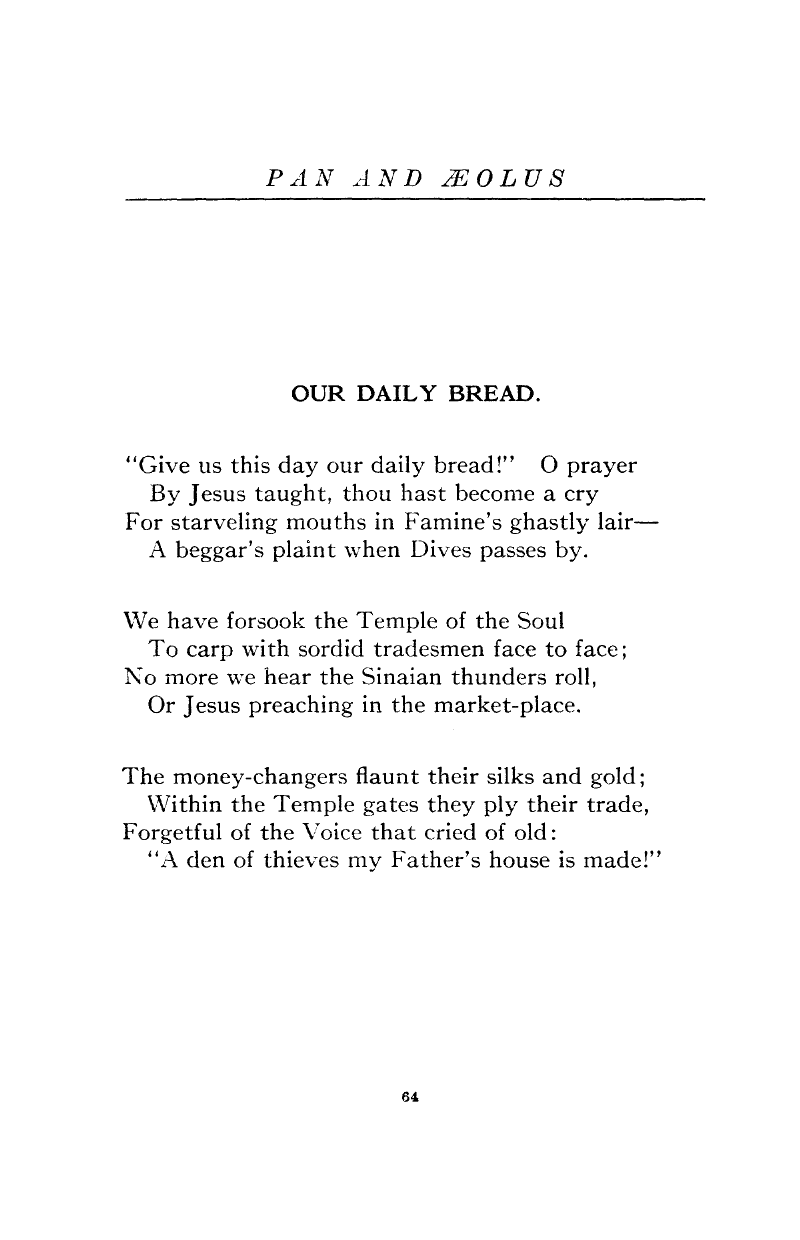 PAN AND ÆOLUS
OUR DAILY BREAD.
“Give us this day our daily bread!” O prayer
By Jesus taught, thou hast become a cry
For starveling mouths in Famine’s ghastly lair—
A beggar’s plaint when Dives passes by.
We have forsook the Temple of the Soul
To carp with sordid tradesmen face to face;
No more we hear the Sinaian thunders roll,
Or Jesus preaching in the market-place.
The money-changers flaunt their silks and gold;
Within the Temple gates they ply their trade,
Forgetful of the Voice that cried of old:
“A den of thieves my Father’s house is made!”
64